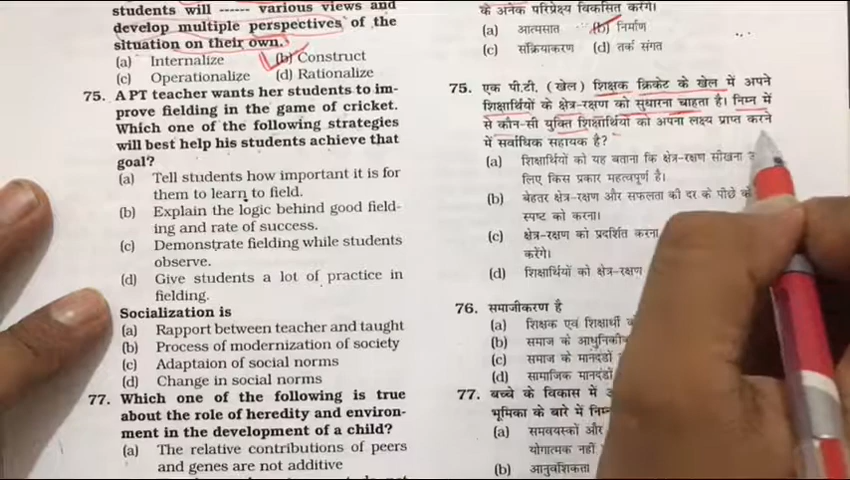 students will ------ various views and
develop multiple perspectives of the
situation on their own.
(a) Internalize (b) Construct
(c) Operationalize (d) Rationalize
75. A PT teacher wants her students to im-
prove fielding in the game of cricket.
Which one of the following strategies
will best help his students achieve that
goal?
(a) Tell students how important it is for
them to learn to field.
(b) Explain the logic behind good field-
ing and rate of success.
(c) Demonstrate fielding while students
observe.
(d) Give students a lot of practice in
fielding.
Socialization is
(a) Rapport between teacher and taught
(b) Process of modernization of society
(c) Adaptaion of social norms
(d) Change in social norms
77. Which one of the following is true
about the role of heredity and environ-
ment in the development of a child?
(a) The relative contributions of peers
and genes are not additive
के अनेक परिप्रेक्ष्य विकसित करेंगे।
(a) आत्मसात (b) निर्माण
(c) सक्रियाकरण (d) तर्क संगत
75. एक पी.टी. (खेल) शिक्षक क्रिकेट के खेल में अपने
शिक्षार्थियों के क्षेत्र-रक्षण को सुधारना चाहता है। निम्न में
से कौन-सी युक्ति शिक्षार्थियों को अपना लक्ष्य प्राप्त करने
में सर्वाधिक सहायक है?
(a) शिक्षार्थियों को यह बताना कि क्षेत्र-रक्षण सीखना
लिए किस प्रकार महत्वपूर्ण है।
(b) बेहतर क्षेत्र-रक्षण और सफलता की दर के पीछे
स्पष्ट को करना।
(c) क्षेत्र-रक्षण को प्रदर्शित करना
करेंगे।
(d) शिक्षार्थियों को क्षेत्र-रक्षण
76. समाजीकरण है
(a) शिक्षक एवं शिक्षार्थी
(b) समाज के
(c) समाज के मानदंडों
(d) सामाजिक मानदंडों
77. बच्चे के विकास में
भूमिका के बारे में
(a) समवयस्कों और
योगात्मक नहीं
(b) आनुवंशिकता